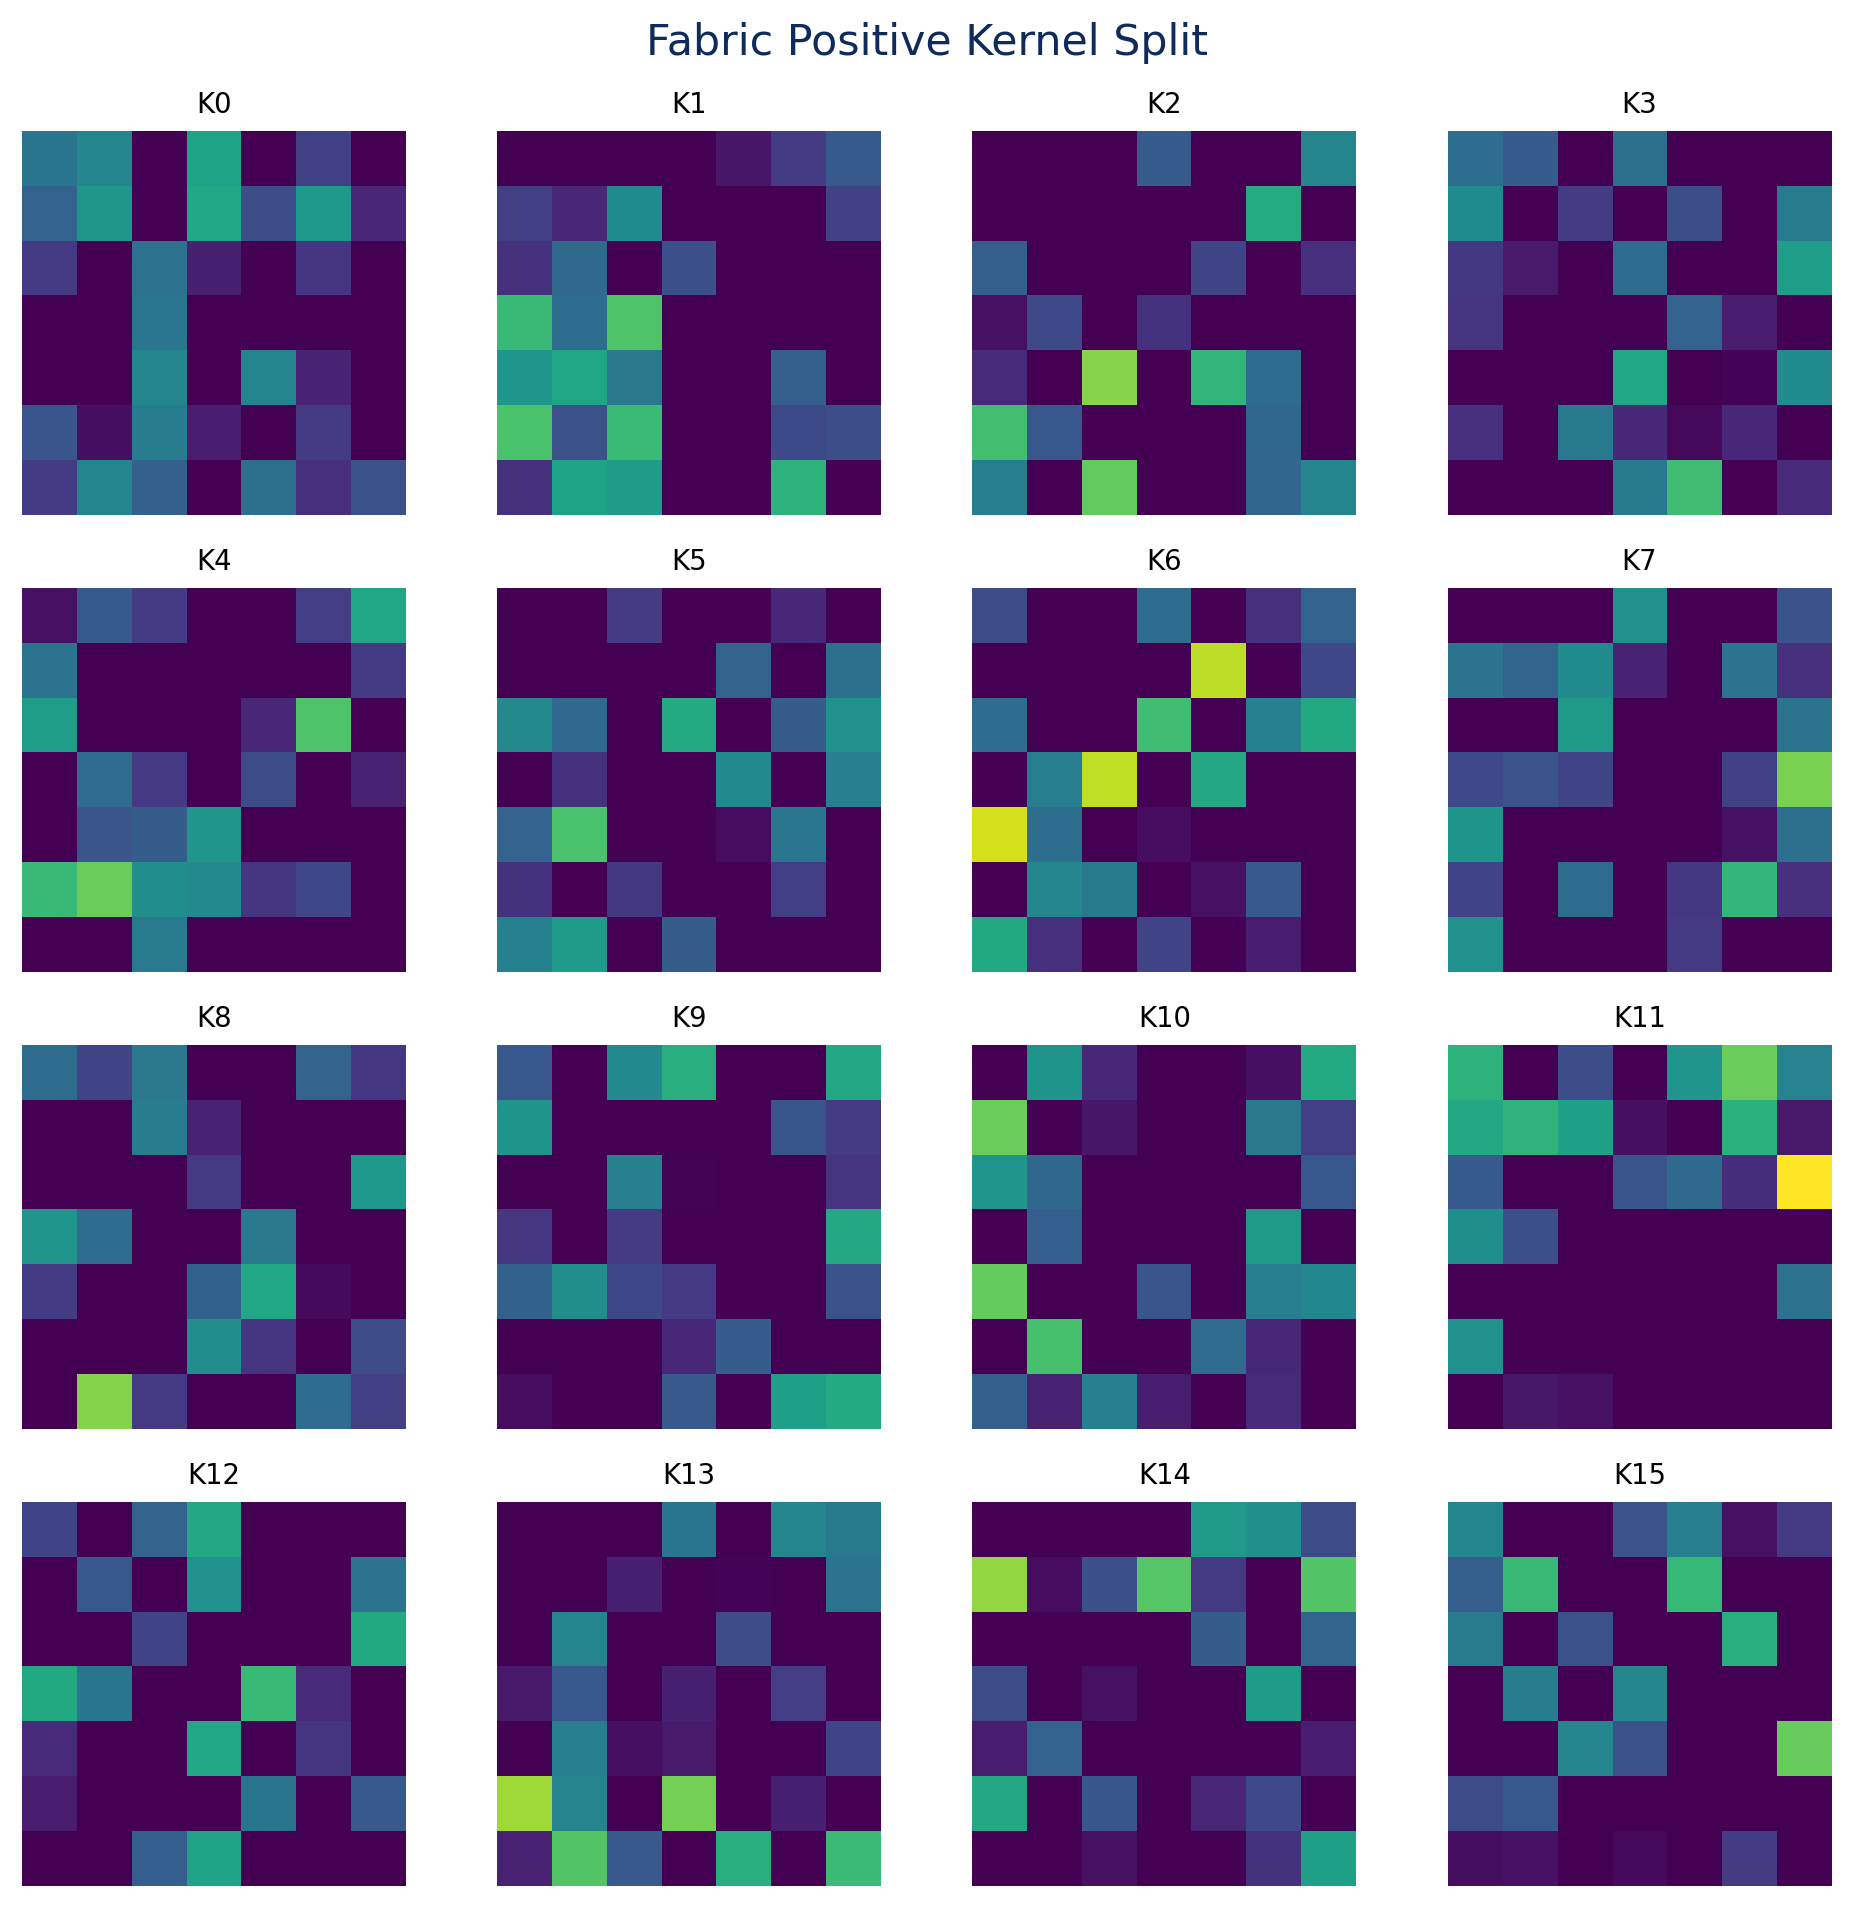 Fabric Positive Kernel Split
K0 K1 K2 K3
K4 K5 K6 K7
K8 K9 K10 K11
K12 K13 K14 K15